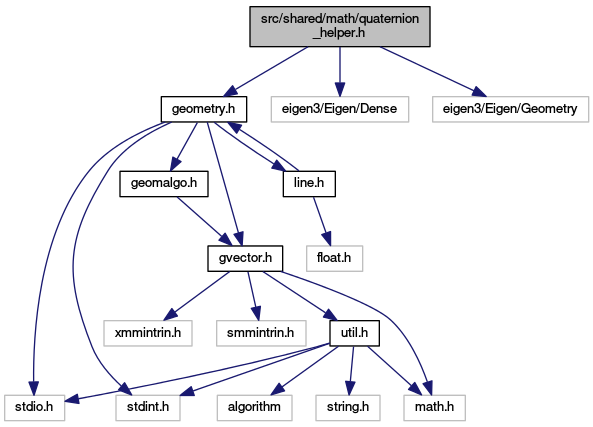 src/shared/math/quaternion
_helper.h
geometry.h
eigen3/Eigen/Dense
eigen3/Eigen/Geometry
geomalgo.h
line.h
gvector.h
float.h
xmmintrin.h
smmintrin.h
util.h
stdio.h
stdint.h
algorithm
string.h
math.h